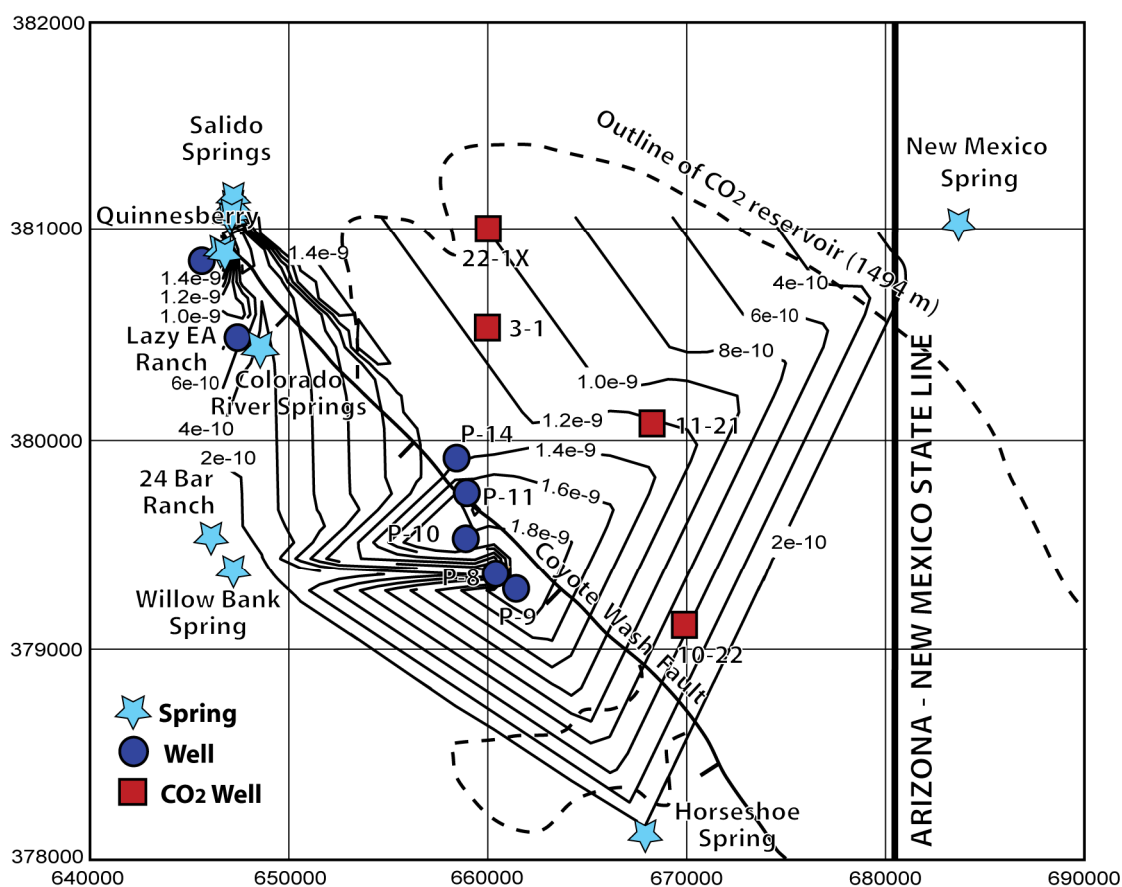 382000
Salido
Springs
Outline of CO2 reservoir (1494 m)
New Mexico
Spring
Quinnesberry
381000
1.4e-9
22-1X
1.4e-9
1.2e-9
1.0e-9
4e-10
6e-10
3-1
Lazy EA
Ranch
8e-10
6e-10
Colorado
River Springs
1.0e-9
1.2e-9
11-21
4e-10
P-14
380000
1.4e-9
2e-10
24 Bar
Ranch
1.6e-9
P-11
P-10
1.8e-9
2e-10
Coyote Wash Fault
P-8
P-9
Willow Bank
Spring
379000
10-22
ARIZONA - NEW MEXICO STATE LINE
Spring
Well
CO2 Well
Horseshoe
Spring
378000
640000
650000
660000
670000
680000
690000